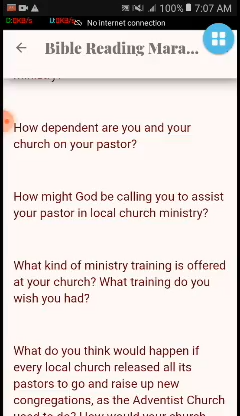 100% 7:07 AM
0:0KB/s U:0KB/s No internet connection
← Bible Reading Mara...
ministry?
How dependent are you and your
church on your pastor?
How might God be calling you to assist
your pastor in local church ministry?
What kind of ministry training is offered
at your church? What training do you
wish you had?
What do you think would happen if
every local church released all its
pastors to go and raise up new
congregations, as the Adventist Church
used to do? How would your church